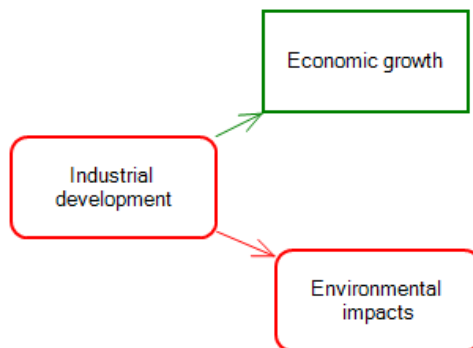 Economic growth
Industrial
development
Environmental
impacts